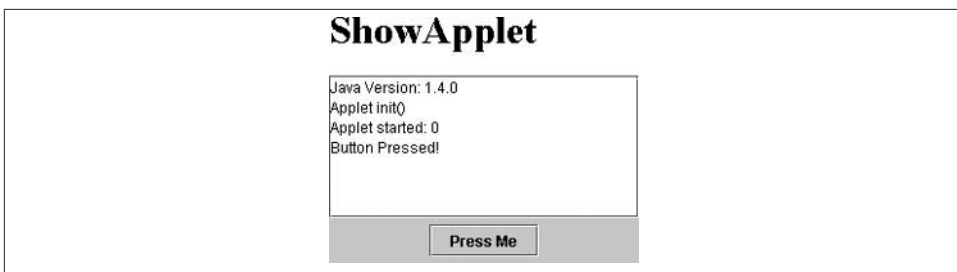 ShowApplet
Java Version: 1.4.0
Applet init()
Applet started: 0
Button Pressed!
Press Me